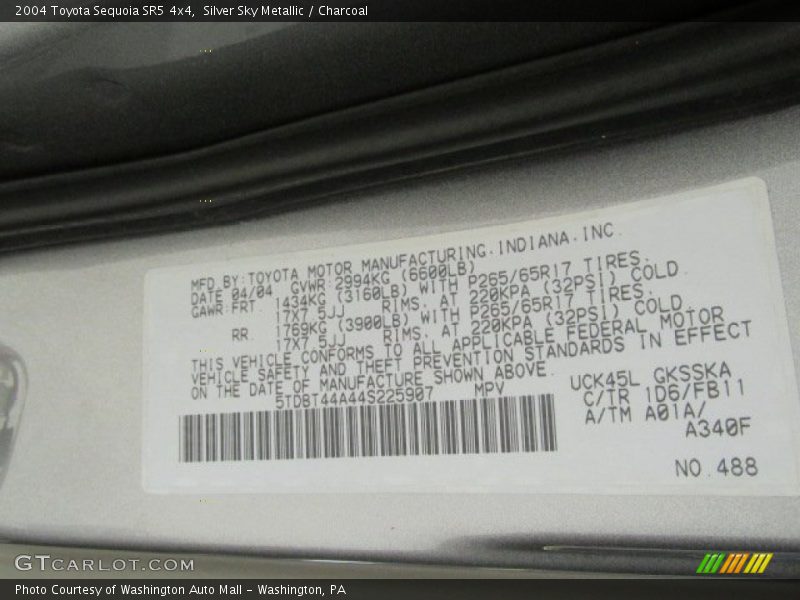 2004 Toyota Sequoia SR5 4x4, Silver Sky Metallic / Charcoal
MFD.BY:TOYOTA MOTOR MANUFACTURING.INDIANA.INC.
DATE 04/04 GVWR:2994KG (6600LB)
GAWR:FRT 1434KG (3160LB) WITH P265/65R17 TIRES.
17X7.5JJ RIMS, AT 220KPA (32PSI) COLD
RR 1769KG (3900LB) WITH P265/65R17 TIRES.
17X7.5JJ RIMS, AT 220KPA (32PSI) COLD.
THIS VEHICLE CONFORMS TO ALL APPLICABLE FEDERAL MOTOR
VEHICLE SAFETY AND THEFT PREVENTION STANDARDS IN EFFECT
ON THE DATE OF MANUFACTURE SHOWN ABOVE.
5TDBT44A44S225907 MPV
UCK45L GKSSKA
C/TR 1D6/FB11
A/TM A01A/
A340F
NO.488
GTCARLOT.COM
Photo Courtesy of Washington Auto Mall - Washington, PA